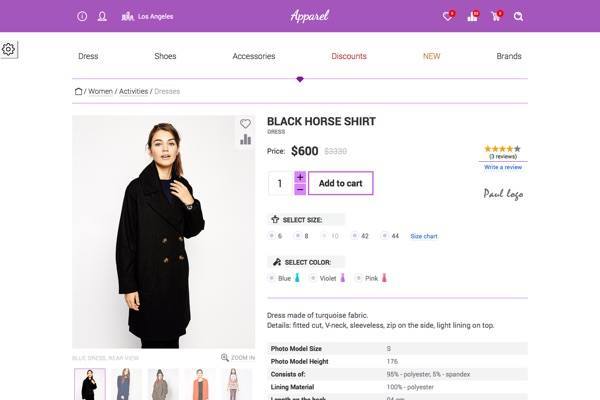 Los Angeles
Apparel
Dress Shoes Accessories Discounts NEW Brands
/ Women / Activities / Dresses
BLACK HORSE SHIRT
DRESS
Price: $600 $3330
(3 reviews)
Write a review
1 + − Add to cart
Paul logo
SELECT SIZE:
6 8 10 42 44 Size chart
SELECT COLOR:
Blue Violet Pink
Dress made of turquoise fabric.
Details: fitted cut, V-neck, sleeveless, zip on the side, light lining on top.
BLUE DRESS, REAR VIEW ZOOM IN
Photo Model Size S
Photo Model Height 176
Consists of: 95% - polyester, 5% - spandex
Lining Material 100% - polyester